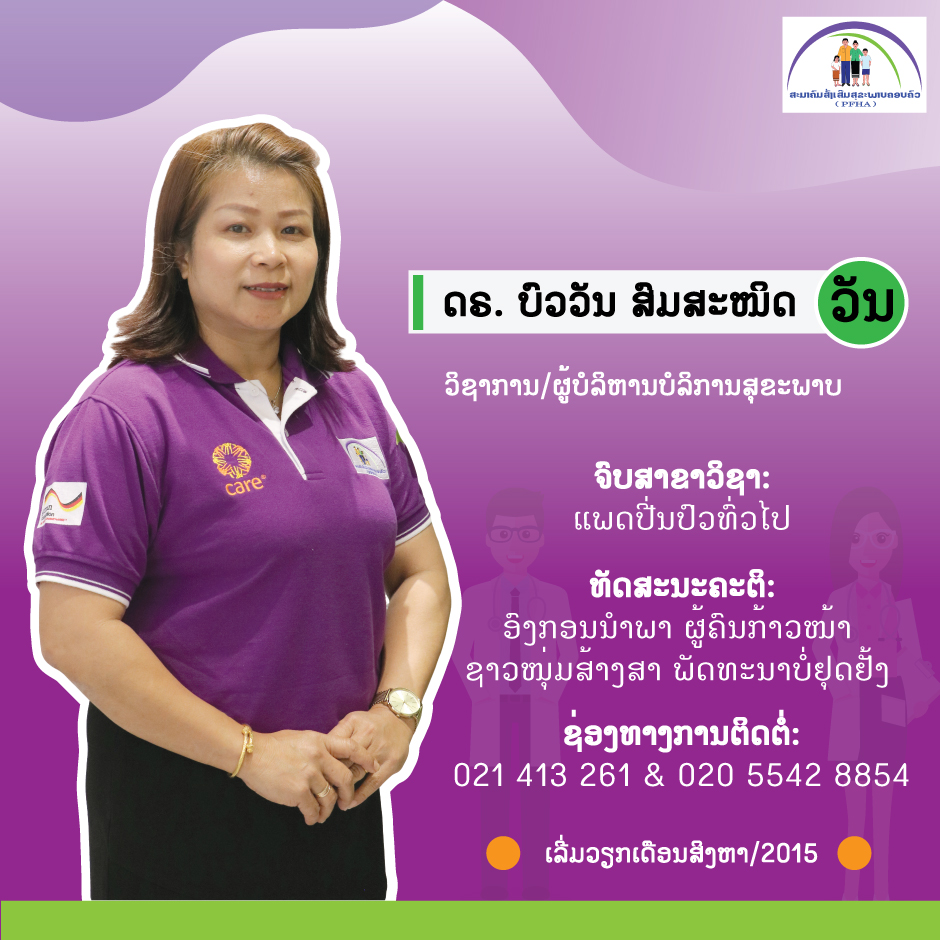 ສະມາຄົມສົ່ງເສີມສຸຂະພາບຄອບຄົວ
( PFHA )
ດຣ. ບົວວັນ ສົມສະໜິດ
ວັນ
ວິຊາການ/ຜູ້ບໍລິຫານບໍລິການສຸຂະພາບ
care®
ຈົບສາຂາວິຊາ:
ແພດປີ່ນປົວທົ່ວໄປ
ທັດສະນະຄະຕິ:
ອົງກອນນຳພາ ຜູ້ຄົນກ້າວໜ້າ
ຊາວໜຸ່ມສ້າງສາ ພັດທະນາບໍ່ຢຸດຢັ້ງ
ຊ່ອງທາງການຕິດຕໍ່:
021 413 261 & 020 5542 8854
ເລີ່ມວຽກເດືອນສິງຫາ/2015